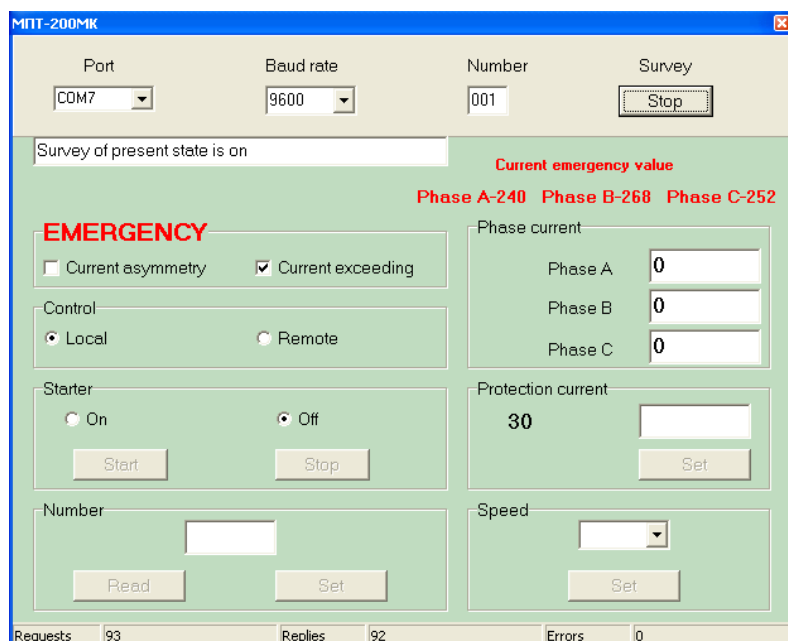 МПТ-200МК
Port Baud rate Number Survey
COM7 9600 001 Stop
Survey of present state is on
Current emergency value
Phase A-240 Phase B-268 Phase C-252
EMERGENCY
Current asymmetry Current exceeding
Phase current
Phase A 0
Phase B 0
Phase C 0
Control
Local Remote
Starter
On Off
Start Stop
Protection current
30
Set
Number
Read Set
Speed
Set
Requests 93 Replies 92 Errors 0